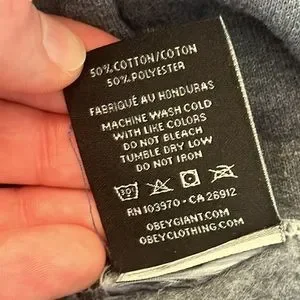 50% COTTON/COTON
50% POLYESTER
FABRIQUÉ AU HONDURAS
MACHINE WASH COLD
WITH LIKE COLORS
DO NOT BLEACH
TUMBLE DRY LOW
DO NOT IRON
RN 103970 - CA 26912
OBEYGIANT.COM
OBEYCLOTHING.COM